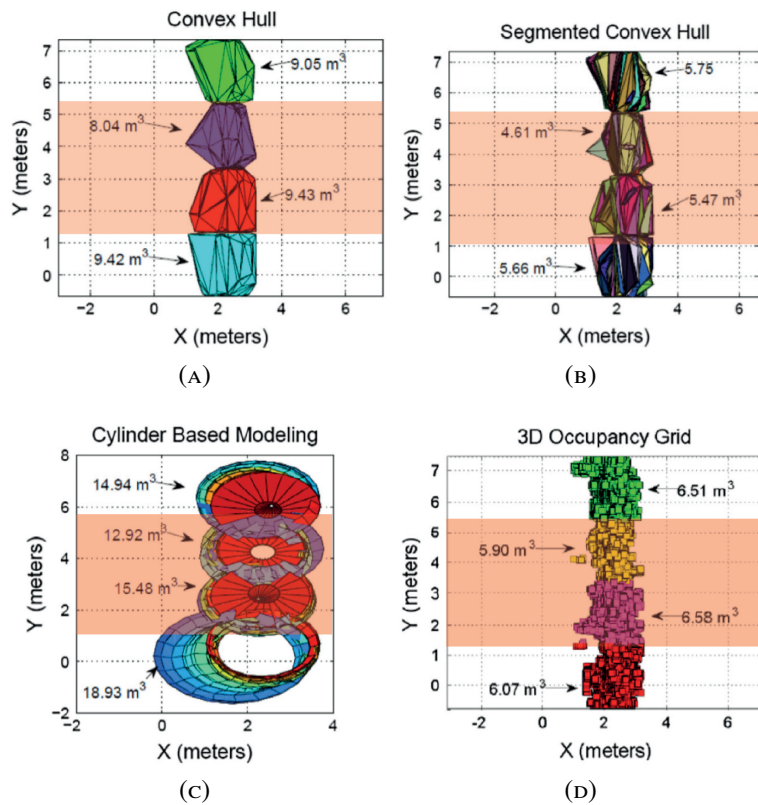 Convex Hull
7
6
5
4
3
2
1
0
Y (meters)
9.05 m³
8.04 m³
9.43 m³
9.42 m³
−2 0 2 4 6
X (meters)
(A)
Segmented Convex Hull
7
6
5
4
3
2
1
0
Y (meters)
5.75
4.61 m³
5.47 m³
5.66 m³
−2 0 2 4 6
X (meters)
(B)
Cylinder Based Modeling
8
6
4
2
0
−2
Y (meters)
14.94 m³
12.92 m³
15.48 m³
18.93 m³
−2 0 2 4
X (meters)
(C)
3D Occupancy Grid
7
6
5
4
3
2
1
0
Y (meters)
6.51 m³
5.90 m³
6.58 m³
6.07 m³
−2 0 2 4 6
X (meters)
(D)